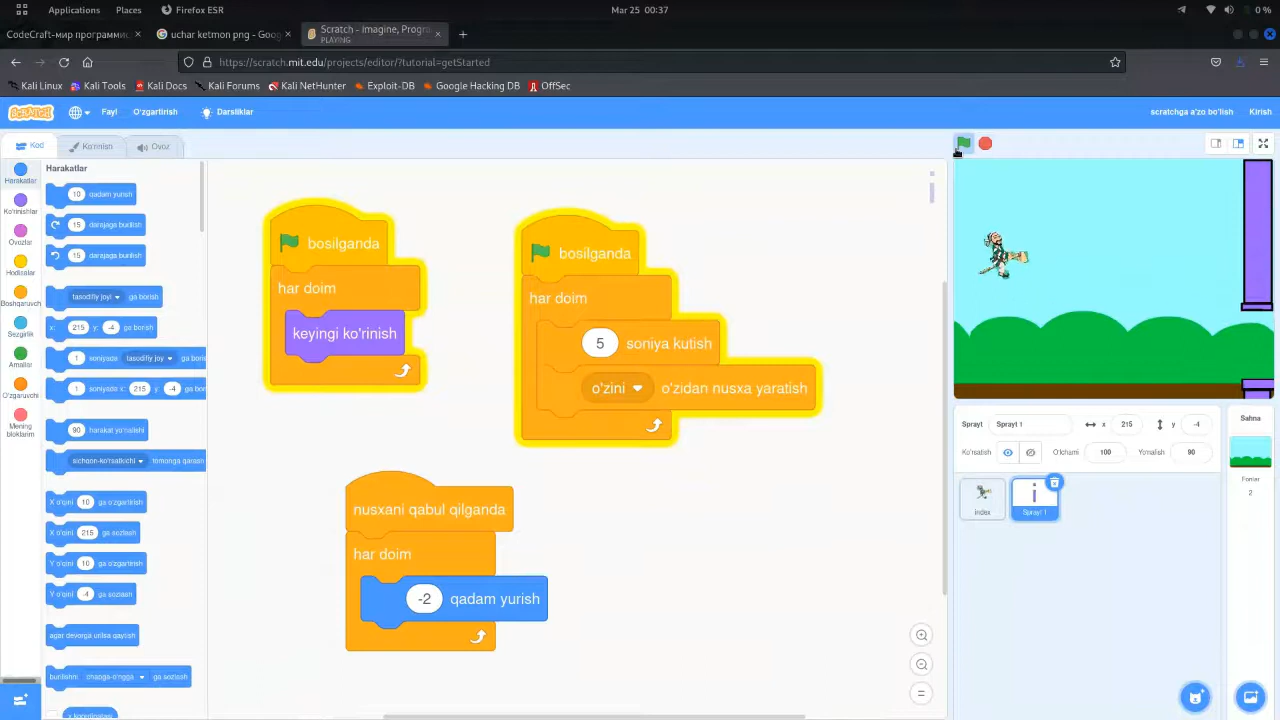 Applications Places Firefox ESR Mar 25 00:37 0 %
CodeCraft-мир программис × uchar ketmon png - Goog × Scratch - Imagine, Progra × +
PLAYING
https://scratch.mit.edu/projects/editor/?tutorial=getStarted
Kali Linux Kali Tools Kali Docs Kali Forums Kali NetHunter Exploit-DB Google Hacking DB OffSec
SCRATCH Fayl O'zgartirish Darsliklar scratchga a'zo bo'lish Kirish
Kod Ko'rinish Ovoz
Harakatlar
Ko'rinishlar
Ovozlar
Hodisalar
Boshqaruvchi
Sezgirlik
Amallar
O'zgaruvchi
Mening
bloklarim
Harakatlar
10 qadam yurish
15 darajaga burilish
15 darajaga burilish
tasodifiy joyi ga borish
x: 215 y: -4 ga borish
1 soniyada tasodifiy joy ga bori
1 soniyada x: 215 y: -4 ga bo
90 harakat yo'nalishi
sichqon-ko'rsatkichi tomonga qarash
X o'qini 10 ga o'zgartirish
X o'qini 215 ga sozlash
Y o'qini 10 ga o'zgartirish
Y o'qini -4 ga sozlash
agar devorga urilsa qaytish
burilishni chapga-o'ngga ga sozlash
bosilganda
har doim
keyingi ko'rinish
bosilganda
har doim
5 soniya kutish
o'zini o'zidan nusxa yaratish
nusxani qabul qilganda
har doim
-2 qadam yurish
Sprayt Sprayt 1 x 215 y -4
Ko'rsatish O'lchami 100 Yo'nalish 90
index
Sprayt 1
Sahna
Fonlar
2